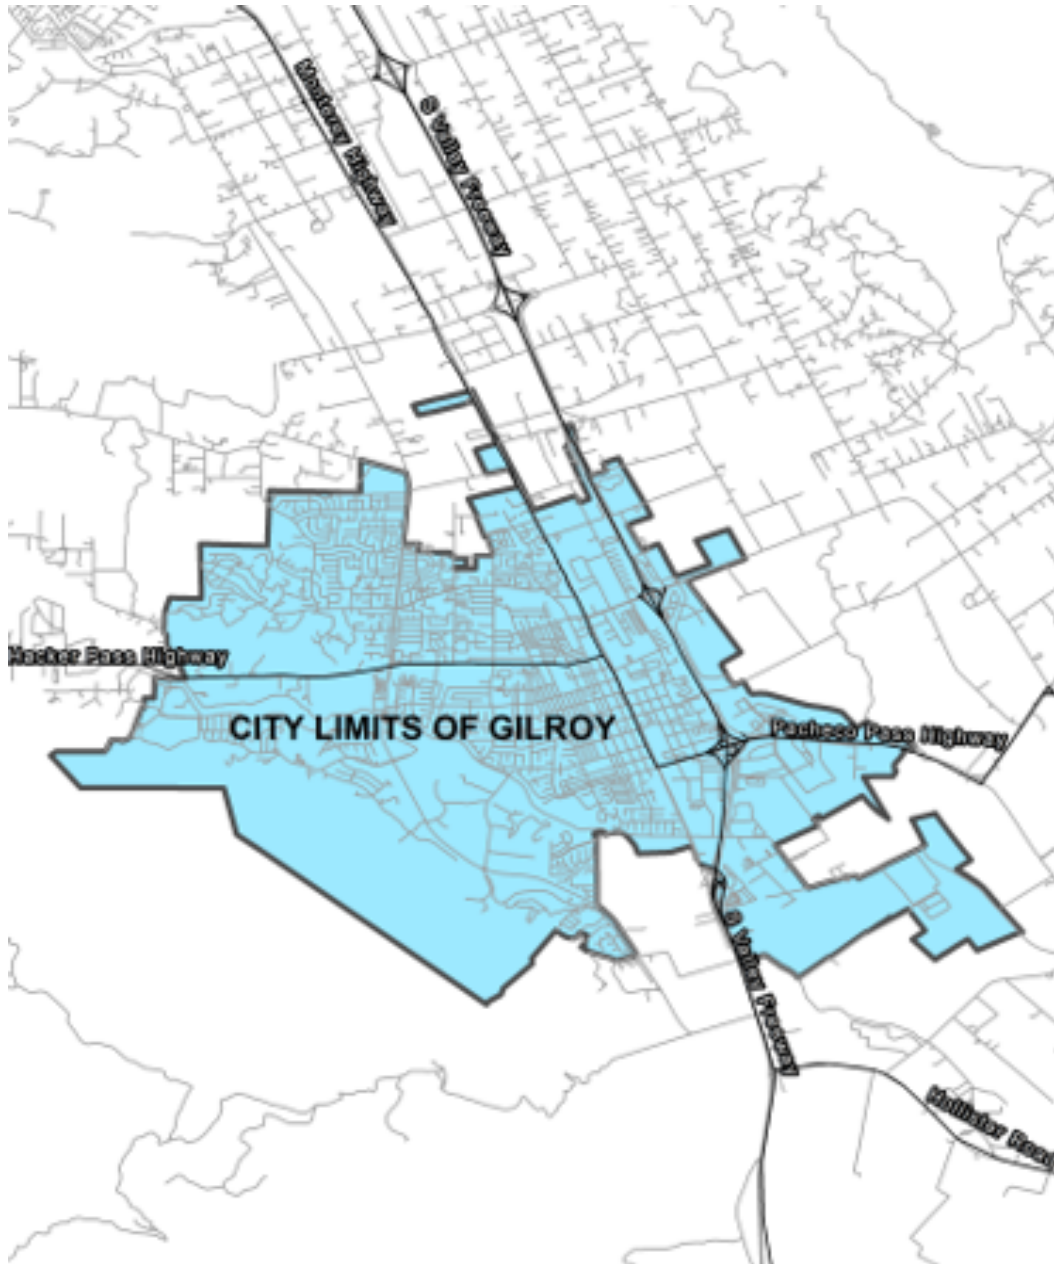 Monterey Highway
S Valley Freeway
Hecker Pass Highway
CITY LIMITS OF GILROY
Pacheco Pass Highway
S Valley Freeway
Hollister Road